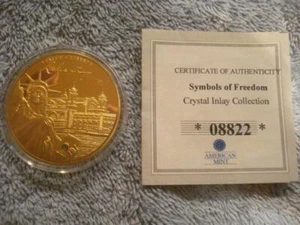 CERTIFICATE OF AUTHENTICITY
Symbols of Freedom
Crystal Inlay Collection
* 08822 *
AMERICAN
MINT